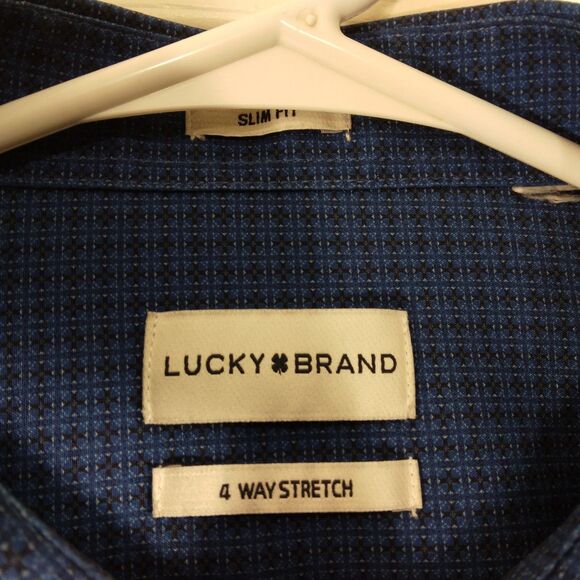 SLIM FIT
LUCKY BRAND
4 WAY STRETCH